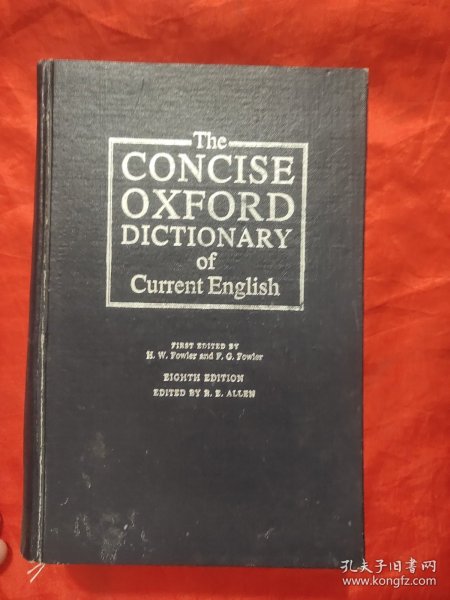 The
CONCISE
OXFORD
DICTIONARY
of
Current English
FIRST EDITED BY
H. W. Fowler and F. G. Fowler
EIGHTH EDITION
EDITED BY R. E. ALLEN
孔夫子旧书网
www.kongfz.com